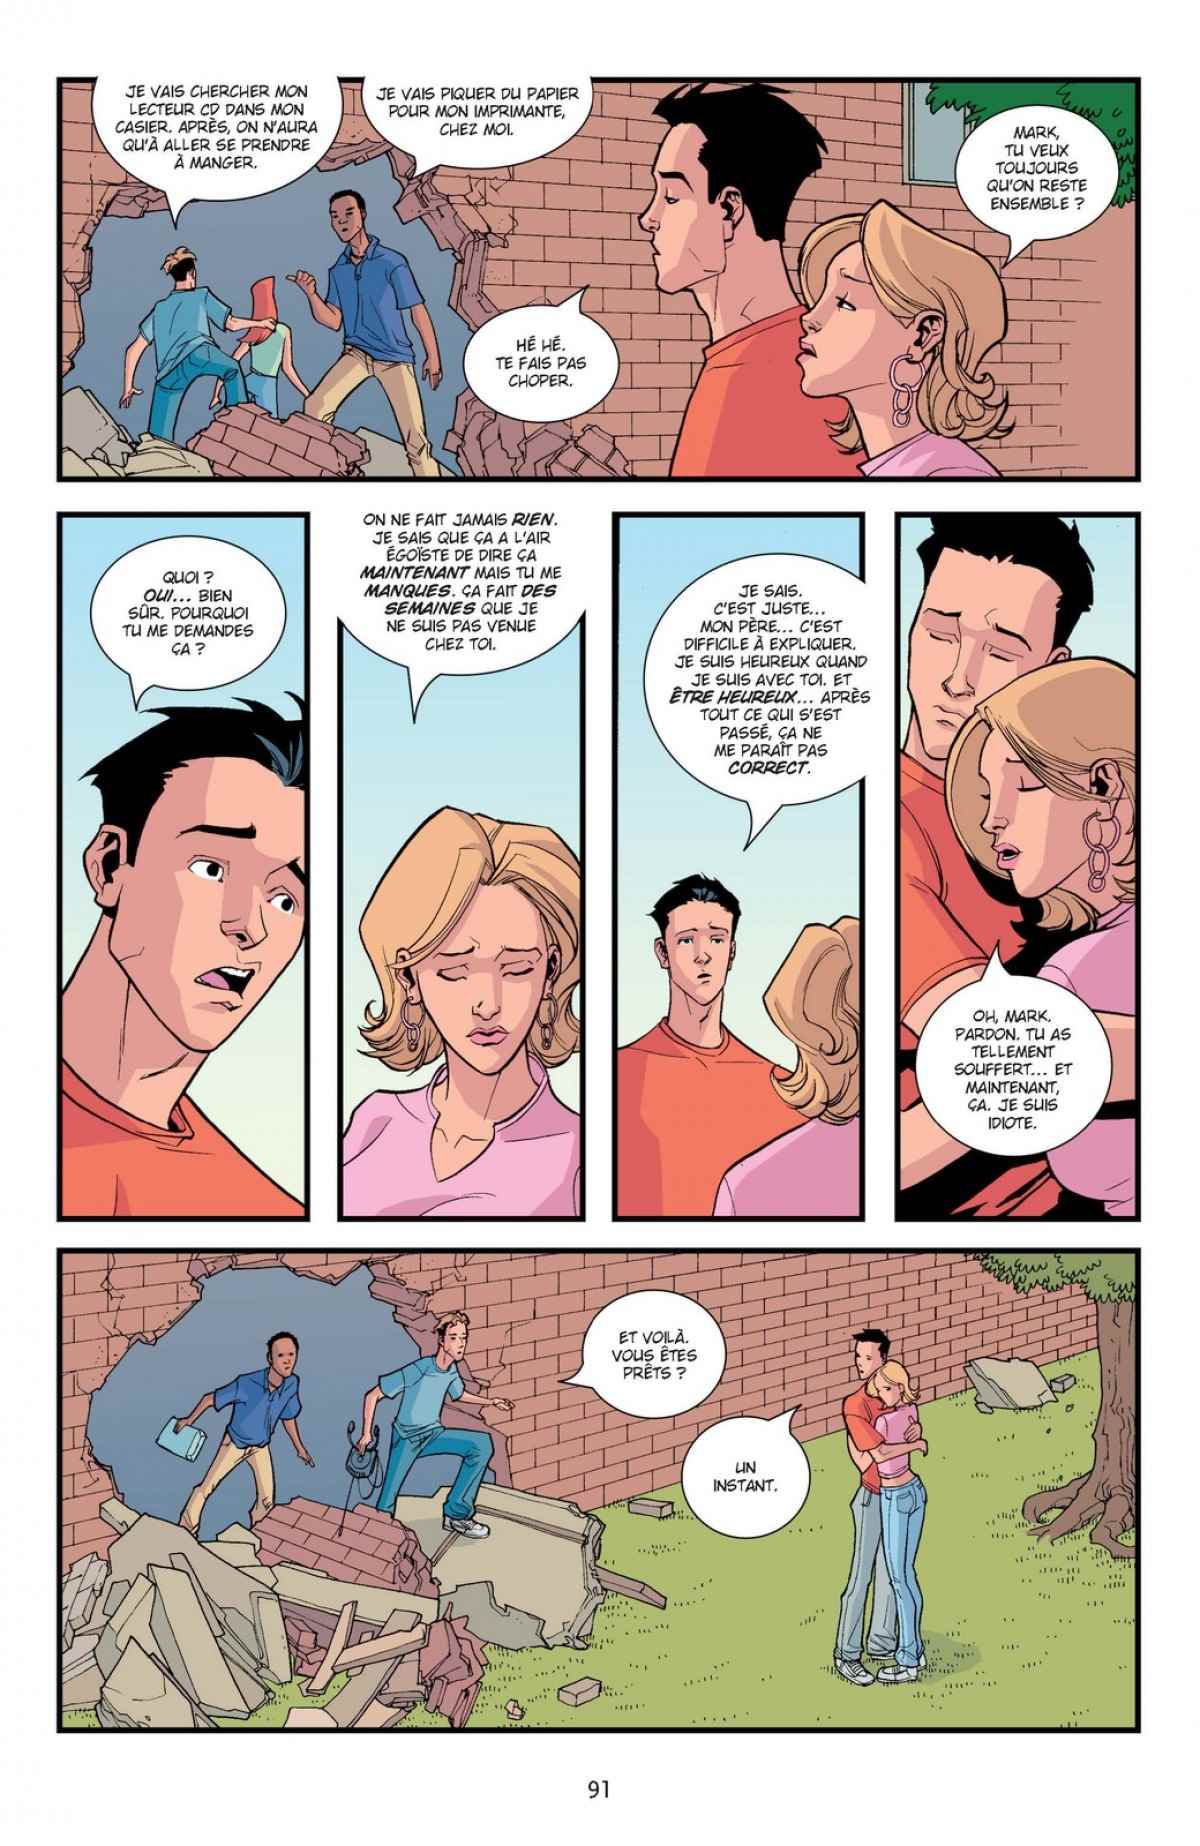 JE VAIS CHERCHER MON
LECTEUR CD DANS MON
CASIER. APRÈS, ON N'AURA
QU'À ALLER SE PRENDRE
À MANGER.
JE VAIS PIQUER DU PAPIER
POUR MON IMPRIMANTE,
CHEZ MOI.
HÉ HÉ.
TE FAIS PAS
CHOPER.
MARK,
TU VEUX
TOUJOURS
QU'ON RESTE
ENSEMBLE ?
QUOI ?
OUI... BIEN
SÛR. POURQUOI
TU ME DEMANDES
ÇA ?
ON NE FAIT JAMAIS RIEN.
JE SAIS QUE ÇA A L'AIR
ÉGOÏSTE DE DIRE ÇA
MAINTENANT MAIS TU ME
MANQUES. ÇA FAIT DES
SEMAINES QUE JE
NE SUIS PAS VENUE
CHEZ TOI.
JE SAIS.
C'EST JUSTE...
MON PÈRE... C'EST
DIFFICILE À EXPLIQUER.
JE SUIS HEUREUX QUAND
JE SUIS AVEC TOI. ET
ÊTRE HEUREUX... APRÈS
TOUT CE QUI S'EST
PASSÉ, ÇA NE
ME PARAÎT PAS
CORRECT.
OH, MARK.
PARDON. TU AS
TELLEMENT
SOUFFERT... ET
MAINTENANT,
ÇA. JE SUIS
IDIOTE.
ET VOILÀ.
VOUS ÊTES
PRÊTS ?
UN
INSTANT.
91